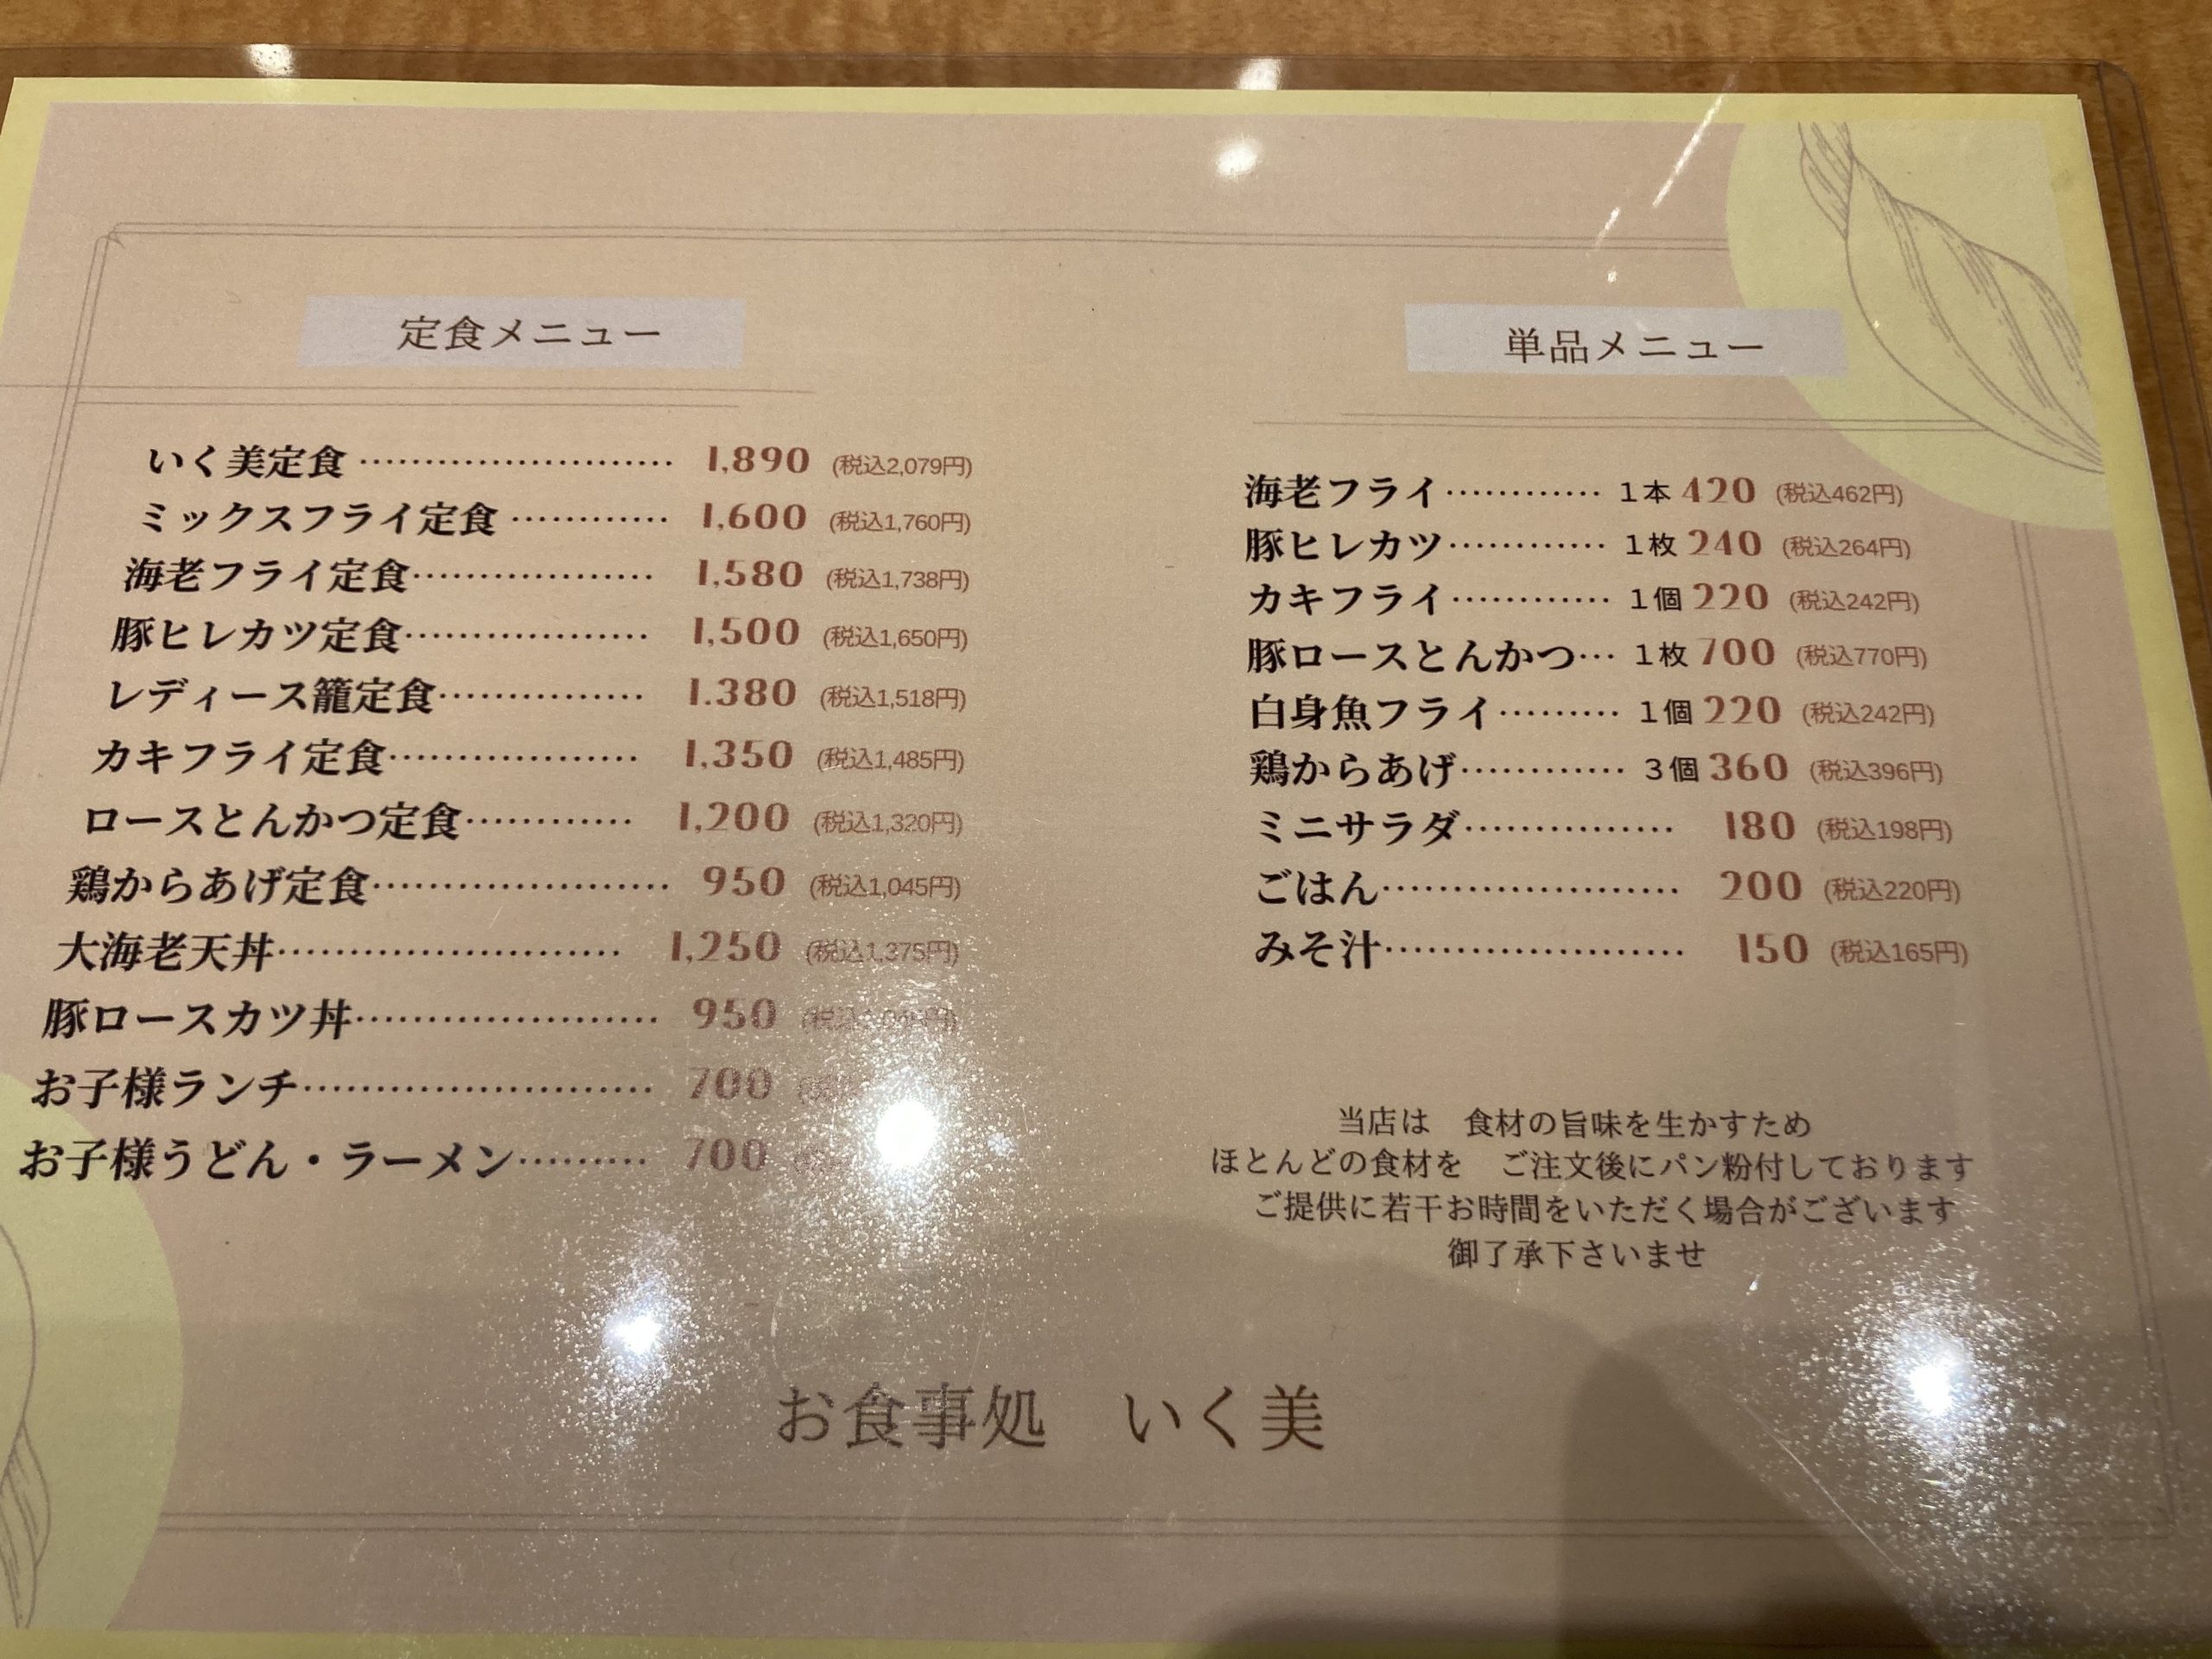 定食メニュー
いく美定食 ························ 1,890 (税込2,079円)
ミックスフライ定食 ············ 1,600 (税込1,760円)
海老フライ定食·················· 1,580 (税込1,738円)
豚ヒレカツ定食·················· 1,500 (税込1,650円)
レディース籠定食················ 1.380 (税込1,518円)
カキフライ定食·················· 1,350 (税込1,485円)
ロースとんかつ定食············ 1,200 (税込1,320円)
鶏からあげ定食····················· 950 (税込1,045円)
大海老天丼························ 1,250 (税込1,375円)
豚ロースカツ丼····················· 950
お子様ランチ························ 700
お子様うどん・ラーメン········· 700
単品メニュー
海老フライ············ 1本 420 (税込462円)
豚ヒレカツ············ 1枚 240 (税込264円)
カキフライ············ 1個 220 (税込242円)
豚ロースとんかつ··· 1枚 700 (税込770円)
白身魚フライ········· 1個 220 (税込242円)
鶏からあげ············ 3個 360 (税込396円)
ミニサラダ··············· 180 (税込198円)
ごはん····················· 200 (税込220円)
みそ汁····················· 150 (税込165円)
当店は 食材の旨味を生かすため
ほとんどの食材を ご注文後にパン粉付しております
ご提供に若干お時間をいただく場合がございます
御了承下さいませ
お食事処 いく美